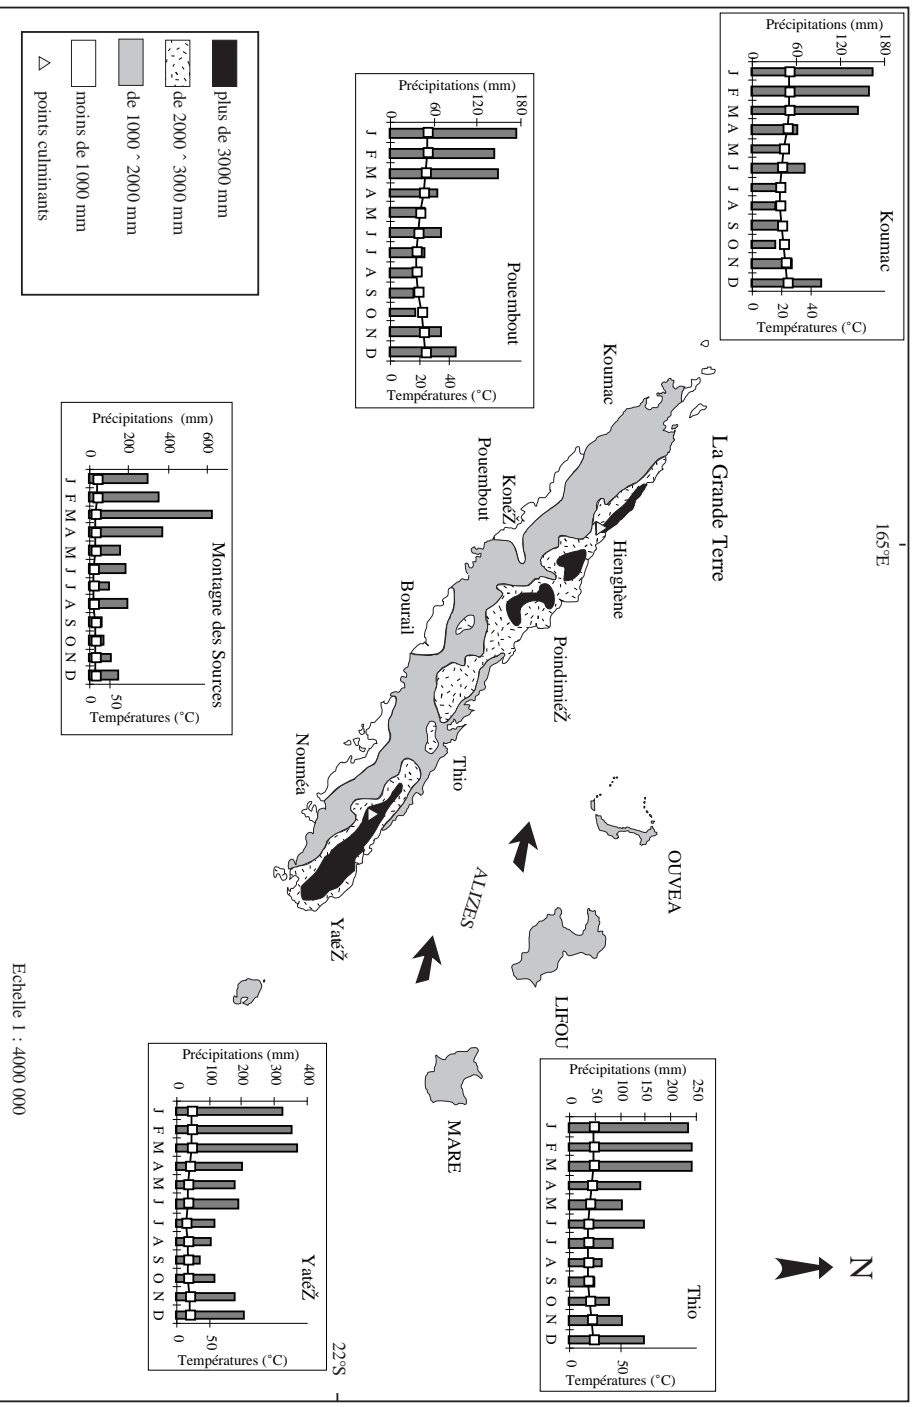 Koumac
Précipitations (mm)
180
120
60
0
J F M A M J J A S O N D
0 20 40
Températures (°C)
Pouembout
Précipitations (mm)
180
120
60
0
J F M A M J J A S O N D
0 20 40
Températures (°C)
Montagne des Sources
Précipitations (mm)
600
400
200
0
J F M A M J J A S O N D
0 50
Températures (°C)
Thio
Précipitations (mm)
250
200
150
100
50
0
J F M A M J J A S O N D
0 50
Températures (°C)
YatéŽ
Précipitations (mm)
400
300
200
100
0
J F M A M J J A S O N D
0 50
Températures (°C)
165°E
22°S
N
La Grande Terre
Koumac
Hienghène
KonéŽ
Pouembout
PoindimiéŽ
Bourail
Thio
Nouméa
YatéŽ
ALIZES
OUVEA
LIFOU
MARE
plus de 3000 mm
de 2000 ^ 3000 mm
de 1000 ^ 2000 mm
moins de 1000 mm
points culminants
Echelle 1 : 4000 000